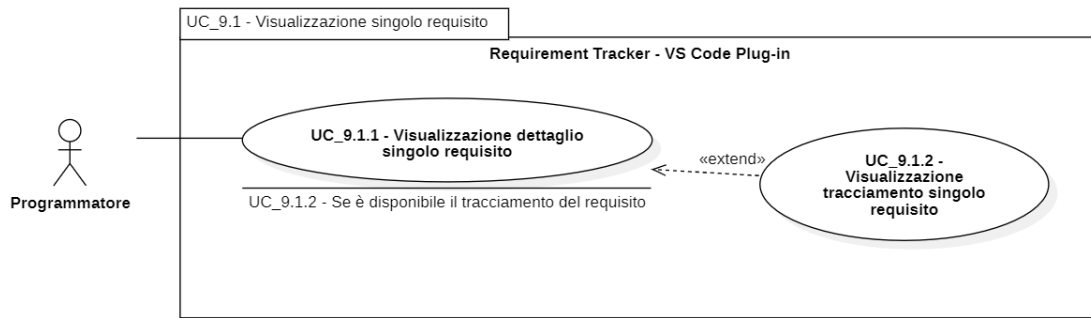 UC_9.1 - Visualizzazione singolo requisito
Requirement Tracker - VS Code Plug-in
Programmatore
UC_9.1.1 - Visualizzazione dettaglio
singolo requisito
UC_9.1.2 - Se è disponibile il tracciamento del requisito
«extend»
UC_9.1.2 -
Visualizzazione
tracciamento singolo
requisito